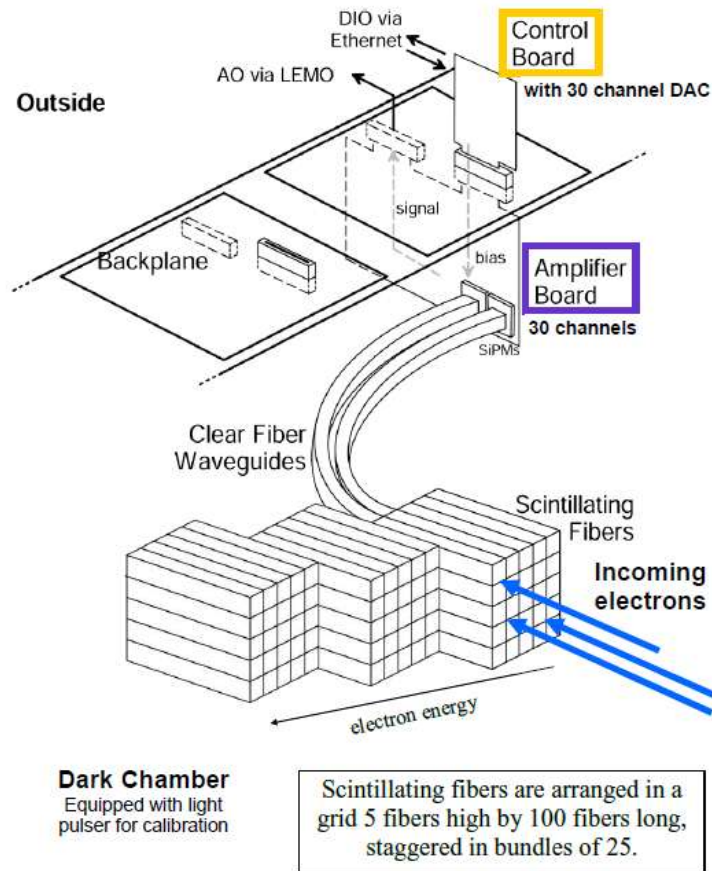 DIO via
Ethernet
Control
Board
AO via LEMO
with 30 channel DAC
Outside
signal
Backplane
bias
Amplifier
Board
30 channels
SiPMs
Clear Fiber
Waveguides
Scintillating
Fibers
Incoming
electrons
electron energy
Dark Chamber
Equipped with light
pulser for calibration
Scintillating fibers are arranged in a
grid 5 fibers high by 100 fibers long,
staggered in bundles of 25.